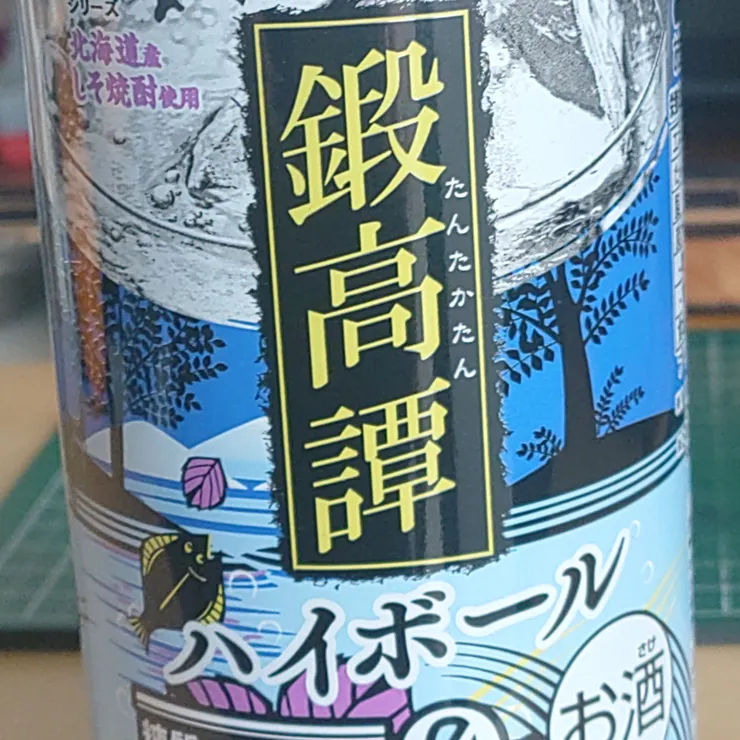 シリーズ
北海道産
しそ焼酎使用
鍛高譚
たんたかたん
ハイボール
さけ
お酒